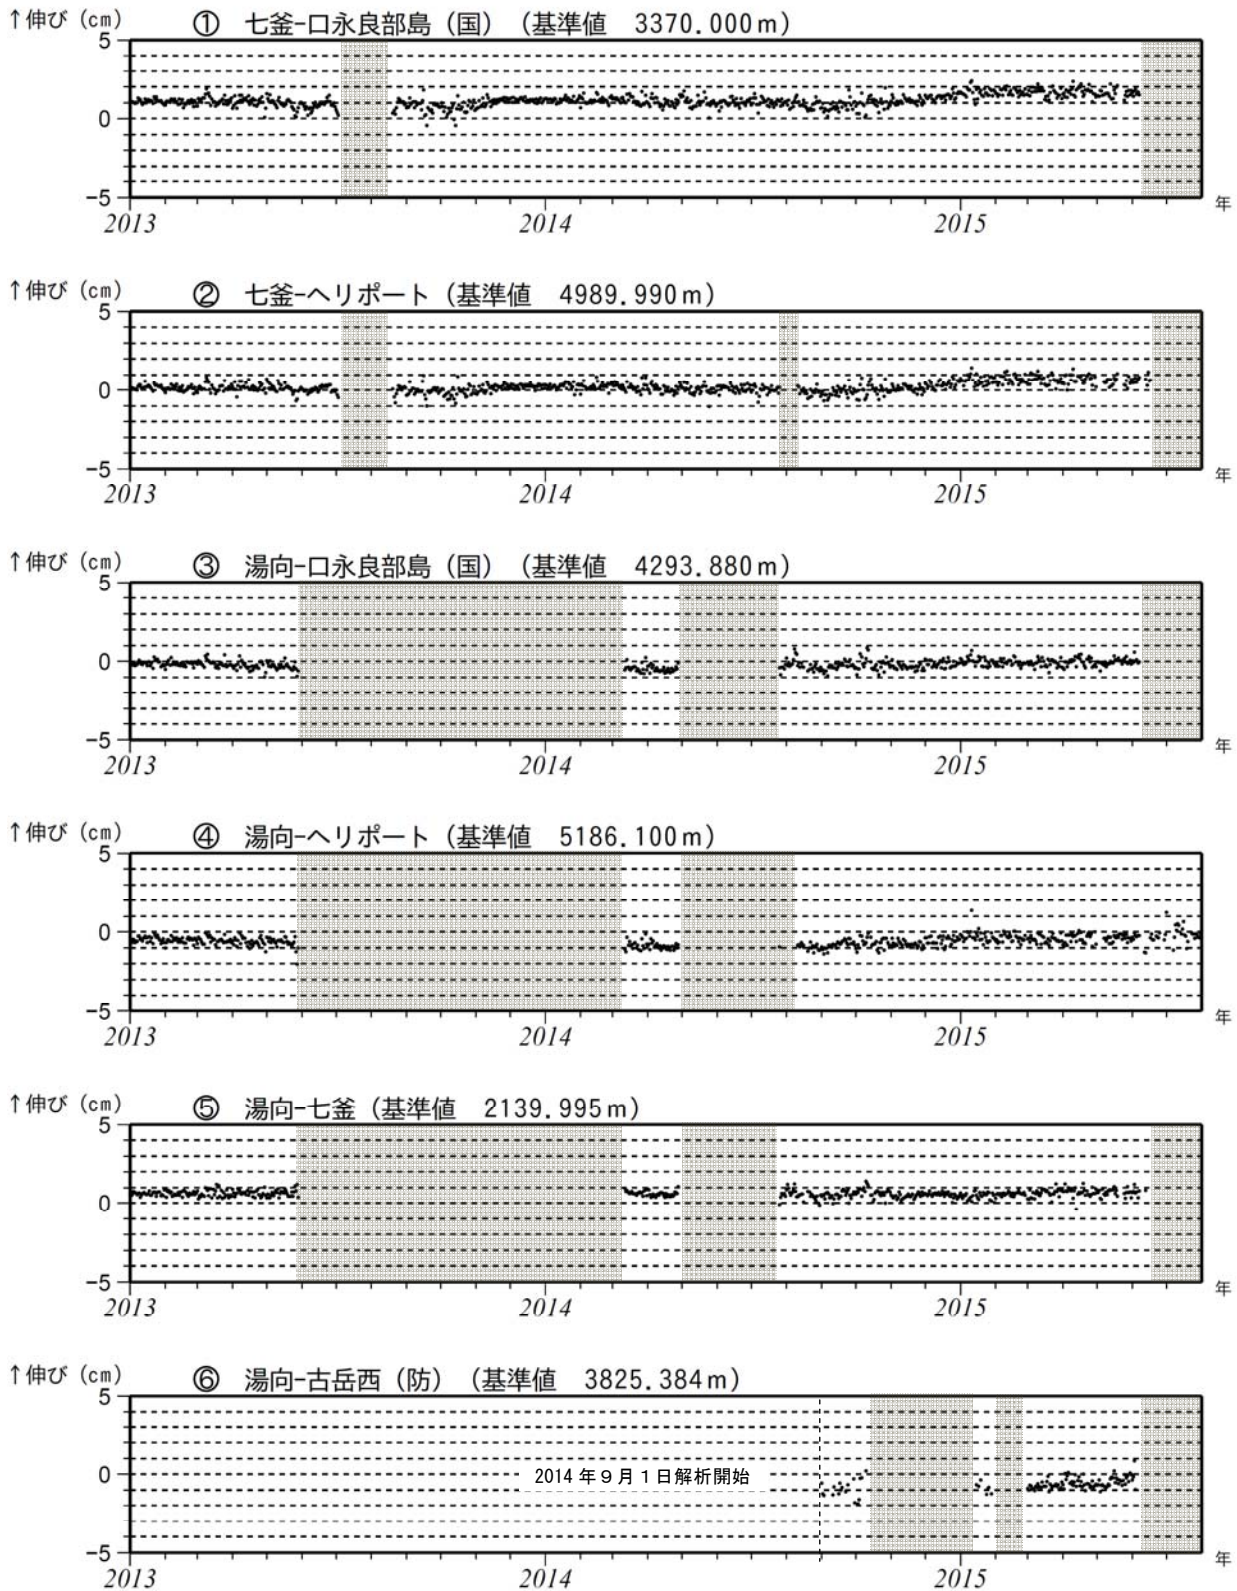 ↑伸び（cm） ① 七釜-口永良部島（国）（基準値　3370.000ｍ）
5
0
-5
2013 2014 2015 年
↑伸び（cm） ② 七釜-ヘリポート（基準値　4989.990ｍ）
5
0
-5
2013 2014 2015 年
↑伸び（cm） ③ 湯向-口永良部島（国）（基準値　4293.880ｍ）
5
0
-5
2013 2014 2015 年
↑伸び（cm） ④ 湯向-ヘリポート（基準値　5186.100ｍ）
5
0
-5
2013 2014 2015 年
↑伸び（cm） ⑤ 湯向-七釜（基準値　2139.995ｍ）
5
0
-5
2013 2014 2015 年
↑伸び（cm） ⑥ 湯向-古岳西（防）（基準値　3825.384ｍ）
5
0
2014 年９月１日解析開始
-5
2013 2014 2015 年